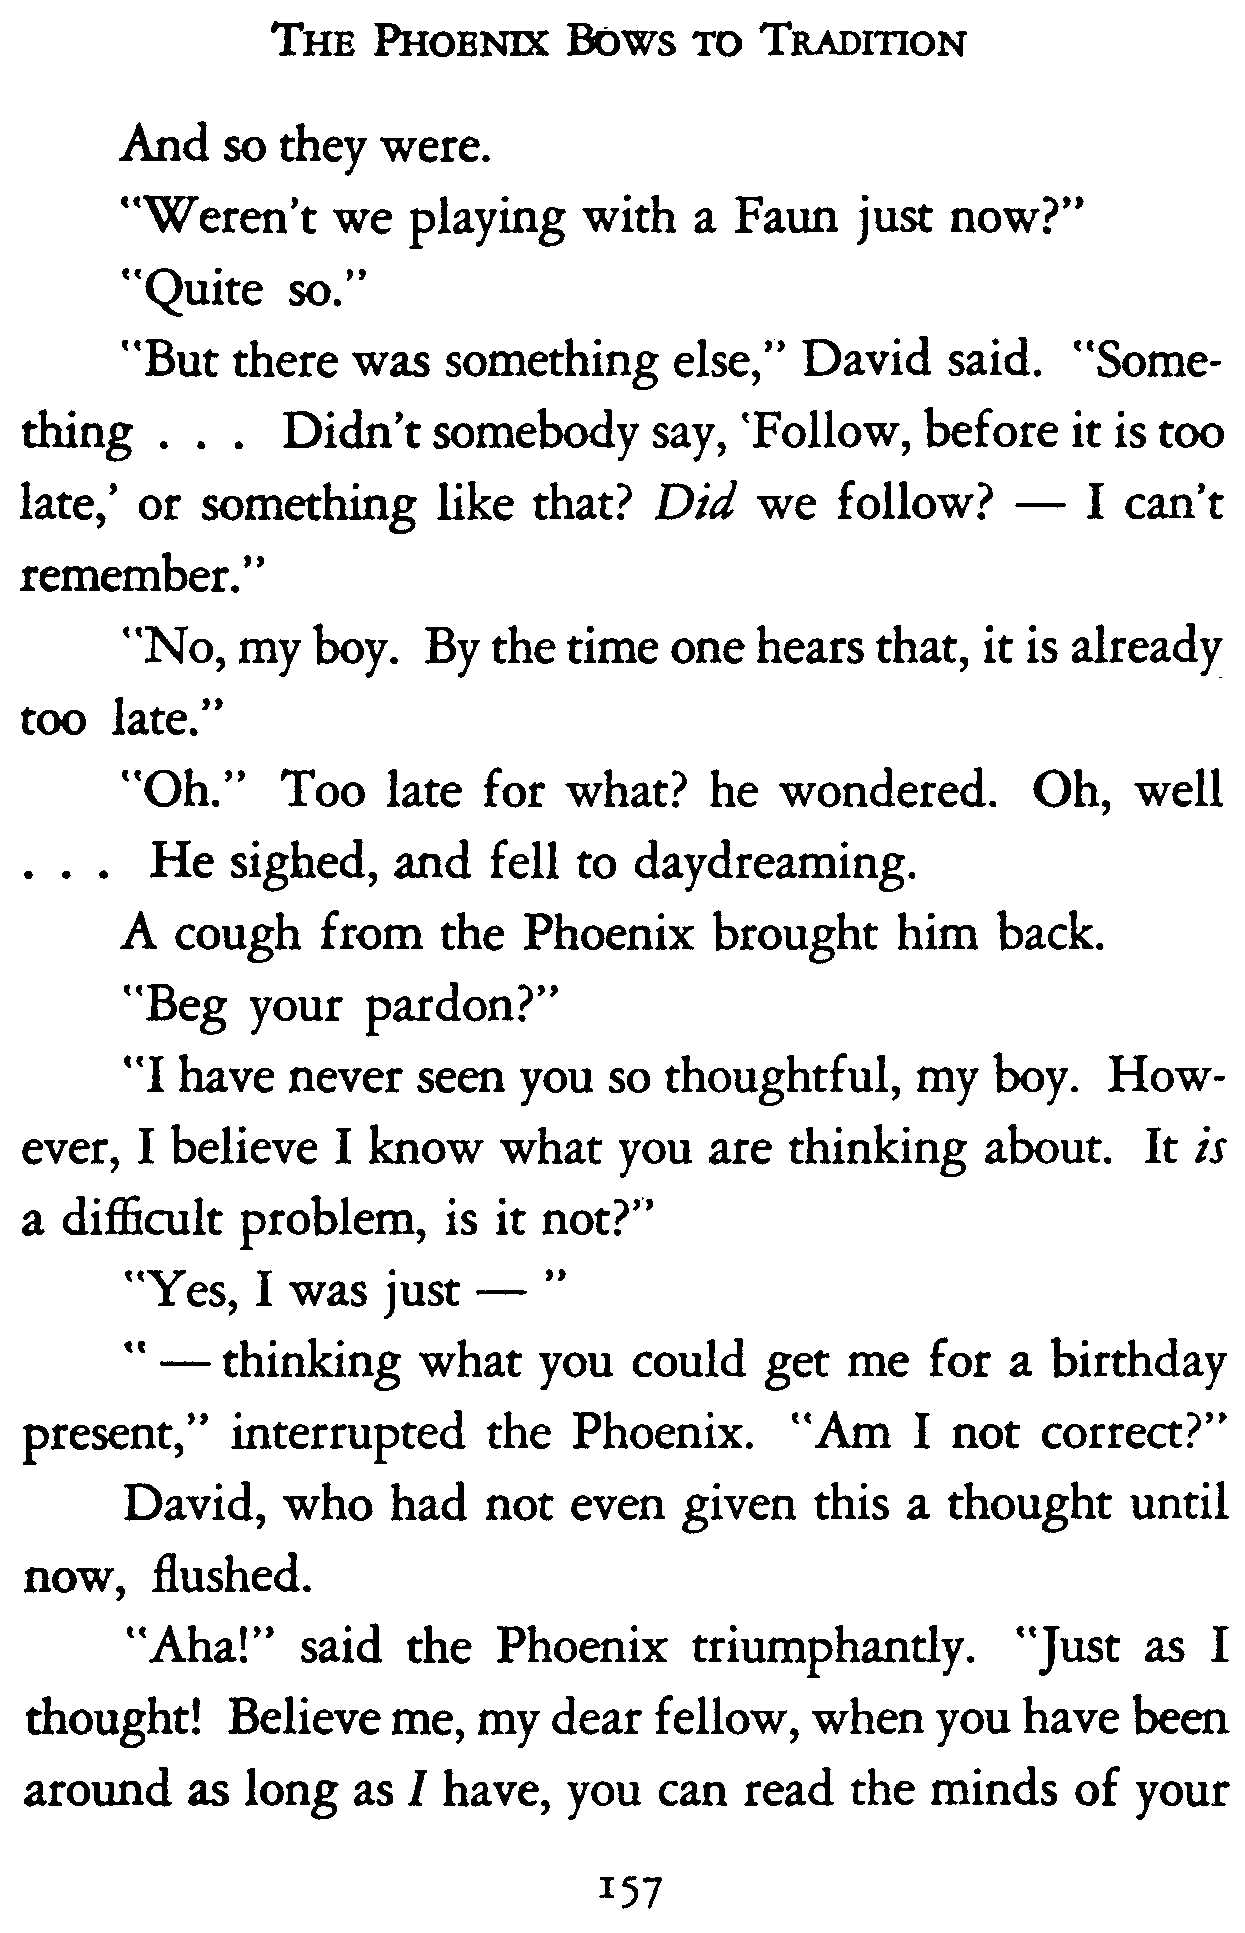 The Phoenix Bows to Tradition
And so they were.
"Weren't we playing with a Faun just now?"
"Quite so."
"But there was something else," David said. "Some-
thing . . . Didn't somebody say, 'Follow, before it is too
late,' or something like that? Did we follow? — I can't
remember."
"No, my boy. By the time one hears that, it is already
too late."
"Oh." Too late for what? he wondered. Oh, well
. . . He sighed, and fell to daydreaming.
A cough from the Phoenix brought him back.
"Beg your pardon?"
"I have never seen you so thoughtful, my boy. How-
ever, I believe I know what you are thinking about. It is
a difficult problem, is it not?"
"Yes, I was just — "
" — thinking what you could get me for a birthday
present," interrupted the Phoenix. "Am I not correct?"
David, who had not even given this a thought until
now, flushed.
"Aha!" said the Phoenix triumphantly. "Just as I
thought! Believe me, my dear fellow, when you have been
around as long as I have, you can read the minds of your
157